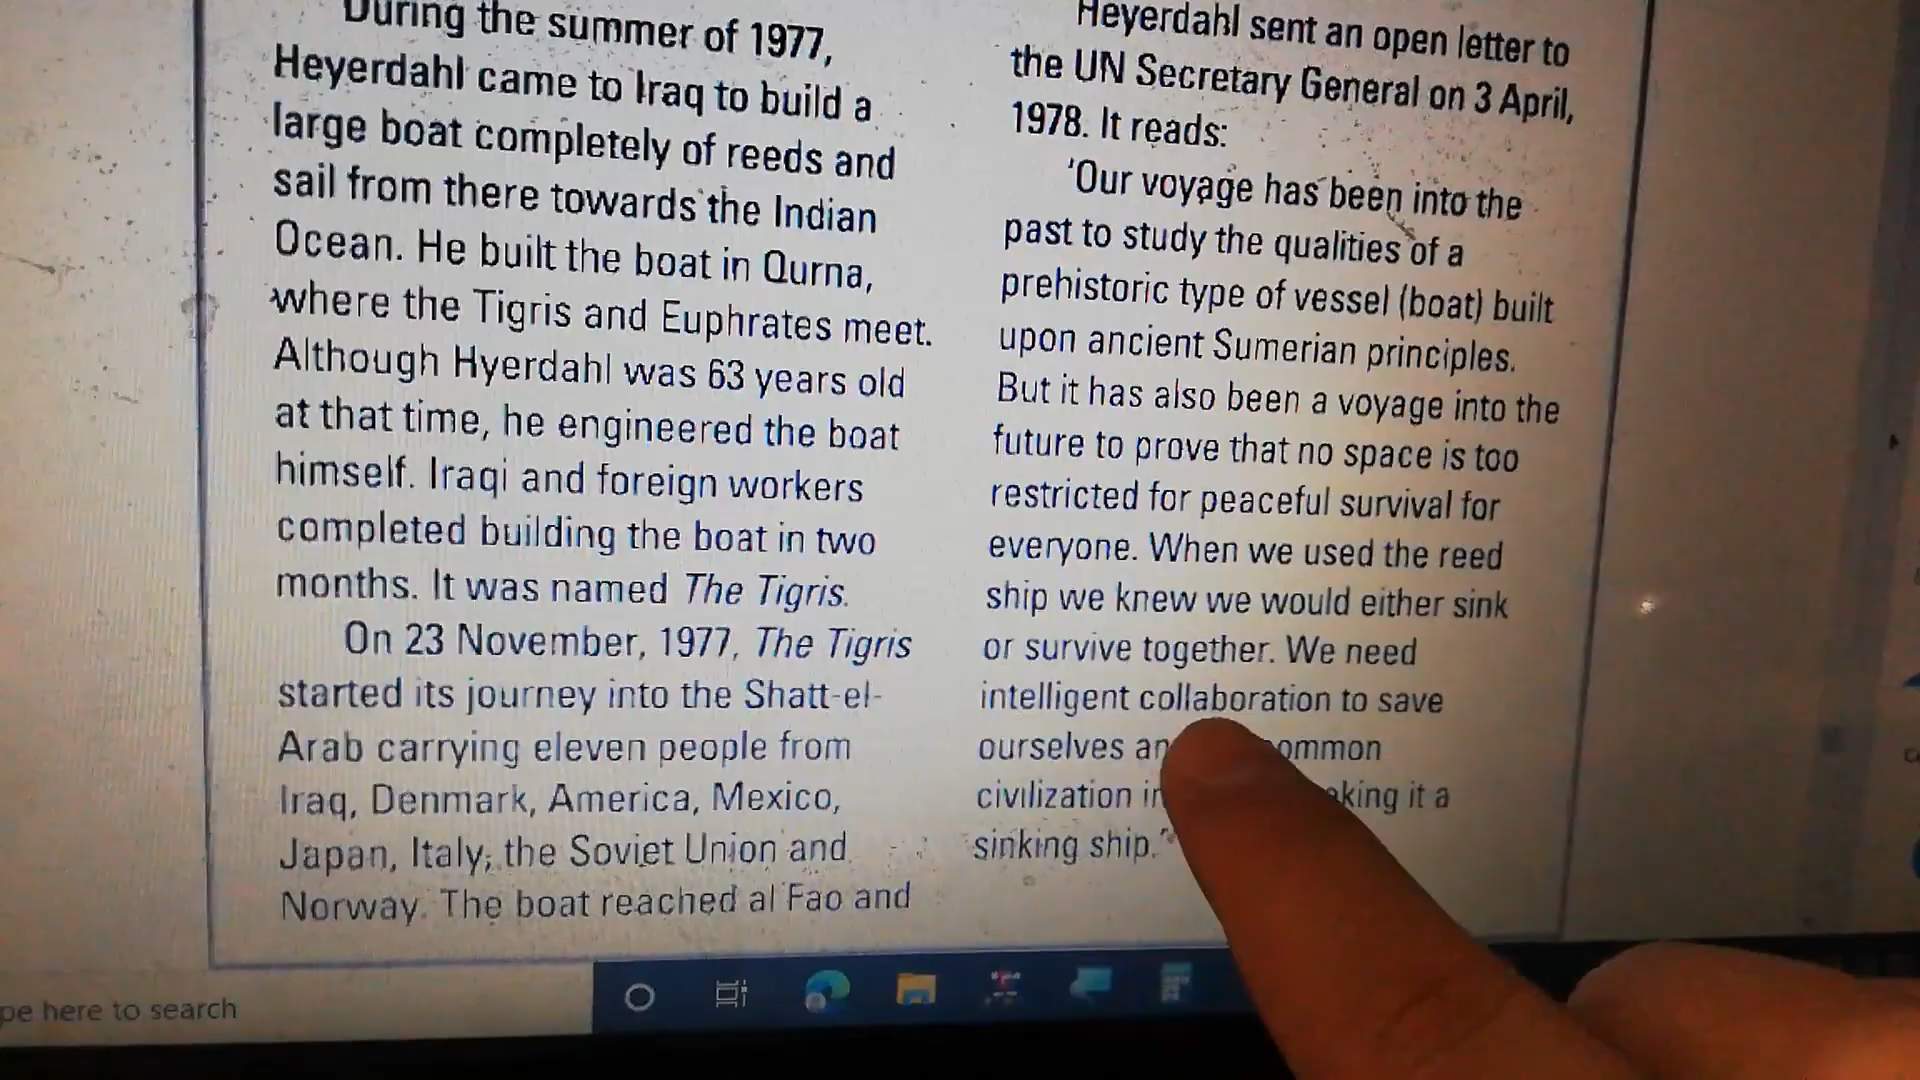 During the summer of 1977,
Heyerdahl came to Iraq to build a
large boat completely of reeds and
sail from there towards the Indian
Ocean. He built the boat in Qurna,
where the Tigris and Euphrates meet.
Although Hyerdahl was 63 years old
at that time, he engineered the boat
himself. Iraqi and foreign workers
completed building the boat in two
months. It was named The Tigris.
On 23 November, 1977, The Tigris
started its journey into the Shatt-el-
Arab carrying eleven people from
Iraq, Denmark, America, Mexico,
Japan, Italy, the Soviet Union and
Norway. The boat reached al Fao and
Heyerdahl sent an open letter to
the UN Secretary General on 3 April,
1978. It reads:
'Our voyage has been into the
past to study the qualities of a
prehistoric type of vessel (boat) built
upon ancient Sumerian principles.
But it has also been a voyage into the
future to prove that no space is too
restricted for peaceful survival for
everyone. When we used the reed
ship we knew we would either sink
or survive together. We need
intelligent collaboration to save
ourselves an ommon
civilization in aking it a
sinking ship.'
pe here to search